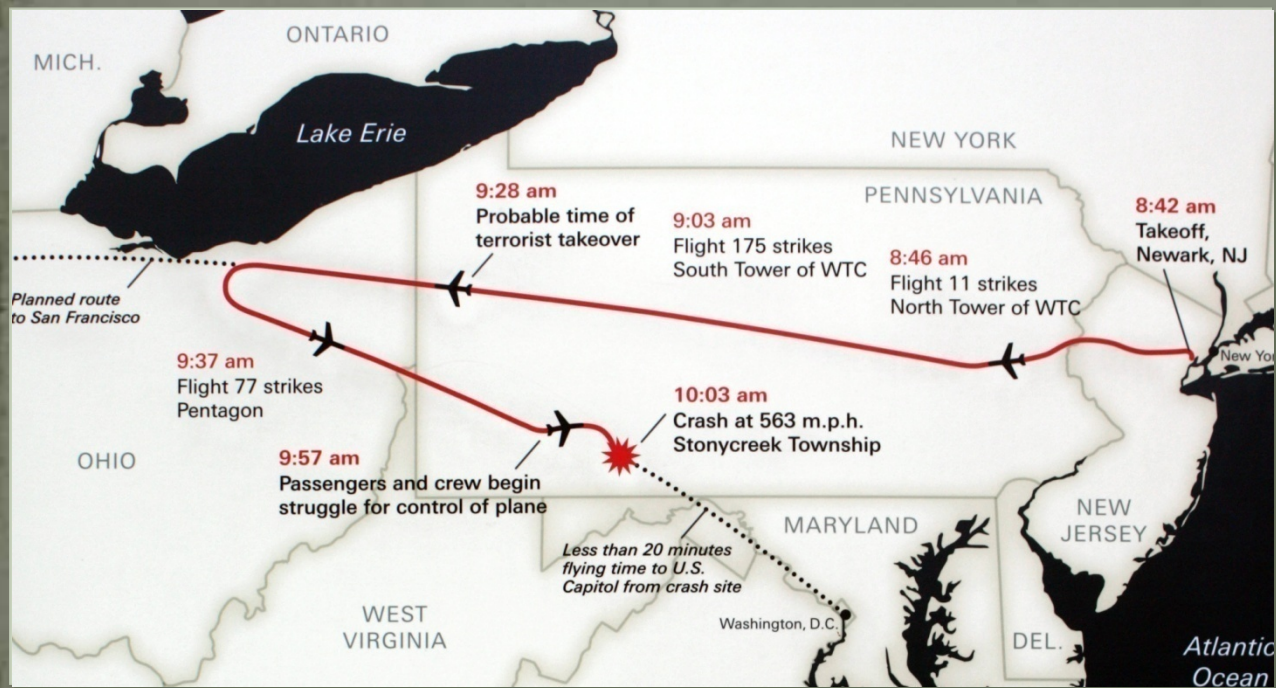 ONTARIO
MICH.
Lake Erie
NEW YORK
PENNSYLVANIA
9:28 am
Probable time of
terrorist takeover
9:03 am
Flight 175 strikes
South Tower of WTC
8:46 am
Flight 11 strikes
North Tower of WTC
8:42 am
Takeoff,
Newark, NJ
Planned route
to San Francisco
New Yo
9:37 am
Flight 77 strikes
Pentagon
10:03 am
Crash at 563 m.p.h.
Stonycreek Township
OHIO
9:57 am
Passengers and crew begin
struggle for control of plane
NEW
JERSEY
MARYLAND
Less than 20 minutes
flying time to U.S.
Capitol from crash site
WEST
VIRGINIA
Washington, D.C.
DEL.
Atlantic
Ocean